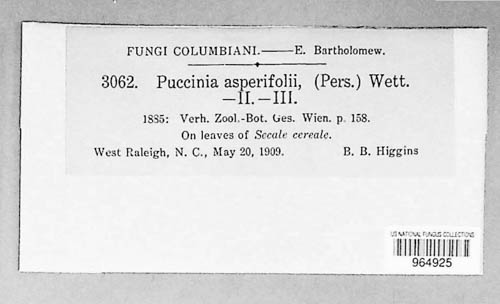 FUNGI COLUMBIANI.——E. Bartholomew.
3062. Puccinia asperifolii, (Pers.) Wett.
—II.—III.
1885: Verh. Zool.-Bot. Ges. Wien. p. 158.
On leaves of Secale cereale.
West Raleigh, N. C., May 20, 1909. B. B. Higgins
US NATIONAL FUNGUS COLLECTIONS
964925